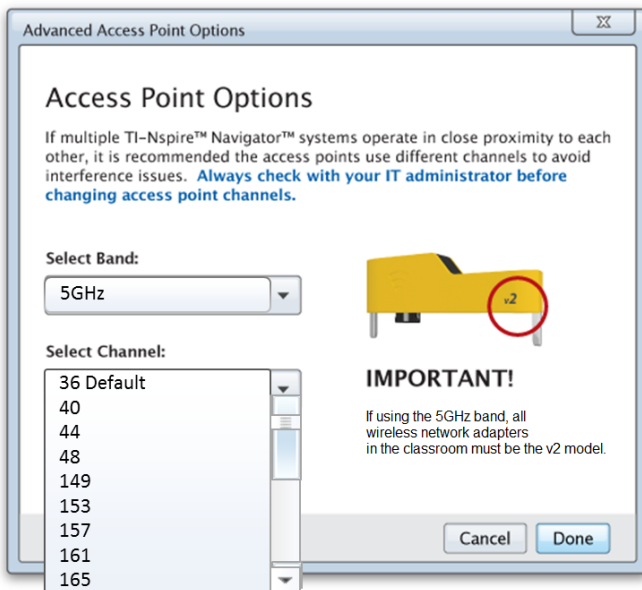 Advanced Access Point Options
Access Point Options
If multiple TI-Nspire™ Navigator™ systems operate in close proximity to each
other, it is recommended the access points use different channels to avoid
interference issues. Always check with your IT administrator before
changing access point channels.
Select Band:
5GHz
v2
Select Channel:
36 Default
40
44
48
149
153
157
161
165
IMPORTANT!
If using the 5GHz band, all
wireless network adapters
in the classroom must be the v2 model.
Cancel
Done